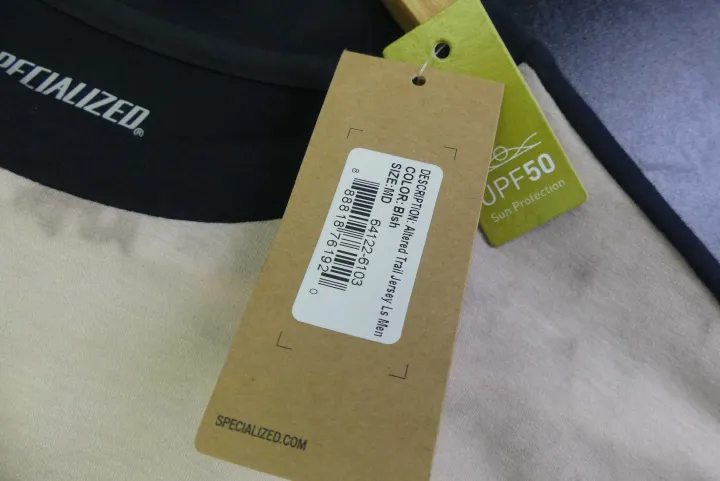 SPECIALIZED®
UPF50
Sun Protection
DESCRIPTION: Altered Trail Jersey Ls Men
COLOR: Blsh
SIZE:MD
64122-6103
8 88818 76192 0
SPECIALIZED.COM